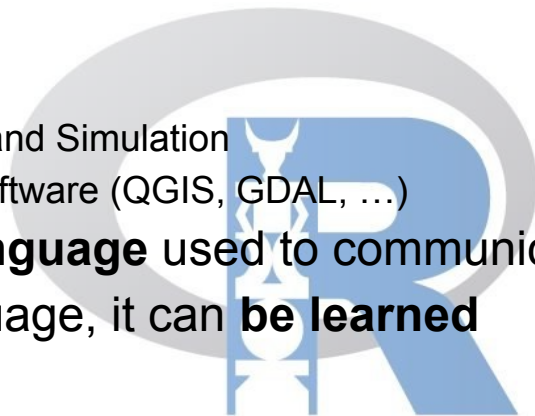 and Simulation
ftware (QGIS, GDAL, …)
nguage used to communic
uage, it can be learned
R